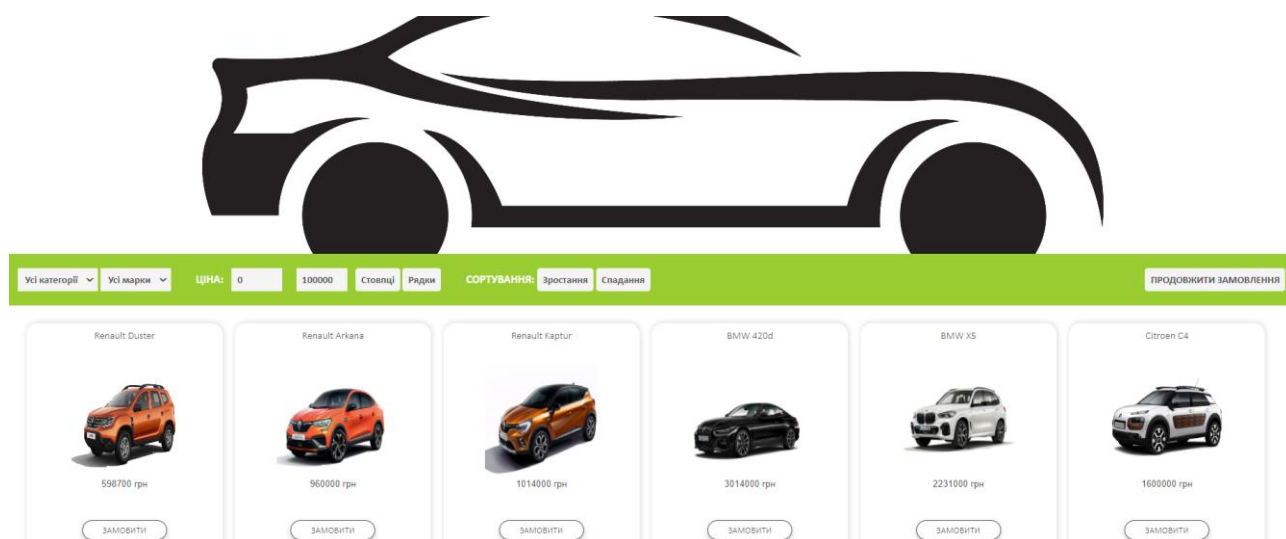 Усі категорії Усі марки ЦІНА: 0 100000 Стовпці Рядки СОРТУВАННЯ: Зростання Спадання ПРОДОВЖИТИ ЗАМОВЛЕННЯ
Renault Duster Renault Arkana Renault Kaptur BMW 420d BMW X5 Citroen C4
598700 грн 960000 грн 1014000 грн 3014000 грн 2231000 грн 1600000 грн
ЗАМОВИТИ ЗАМОВИТИ ЗАМОВИТИ ЗАМОВИТИ ЗАМОВИТИ ЗАМОВИТИ